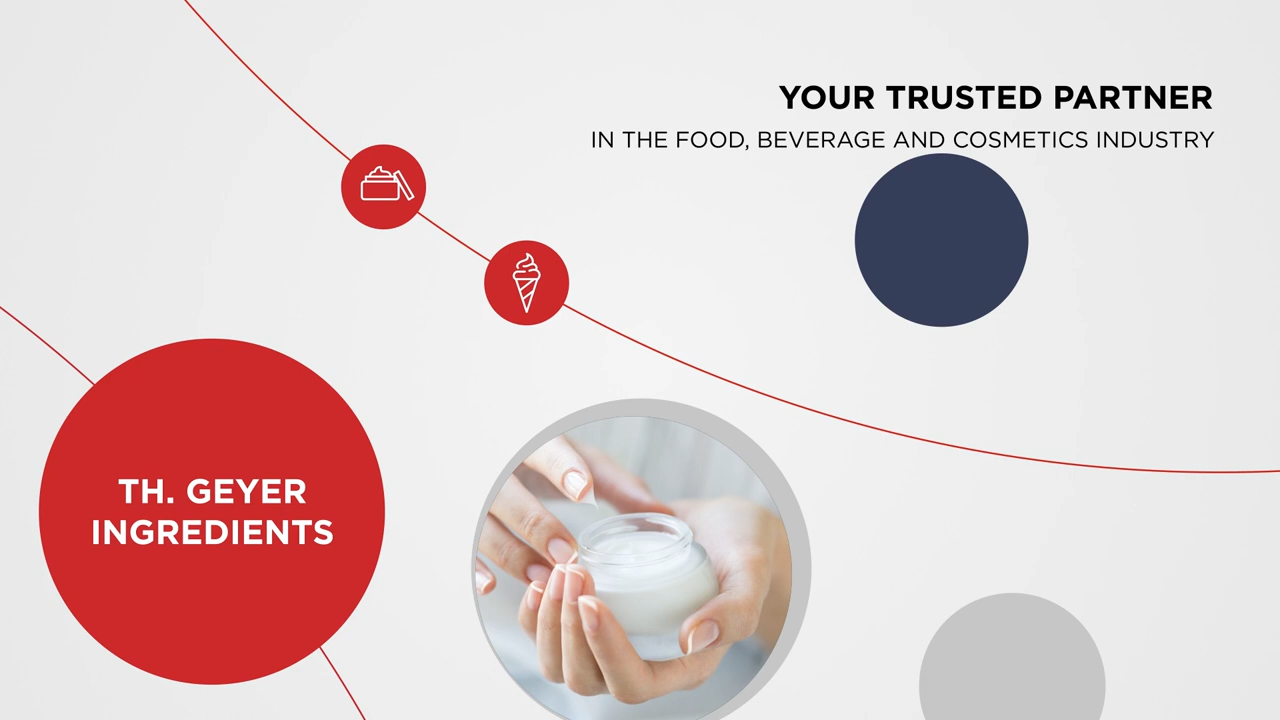 YOUR TRUSTED PARTNER
IN THE FOOD, BEVERAGE AND COSMETICS INDUSTRY
TH. GEYER
INGREDIENTS